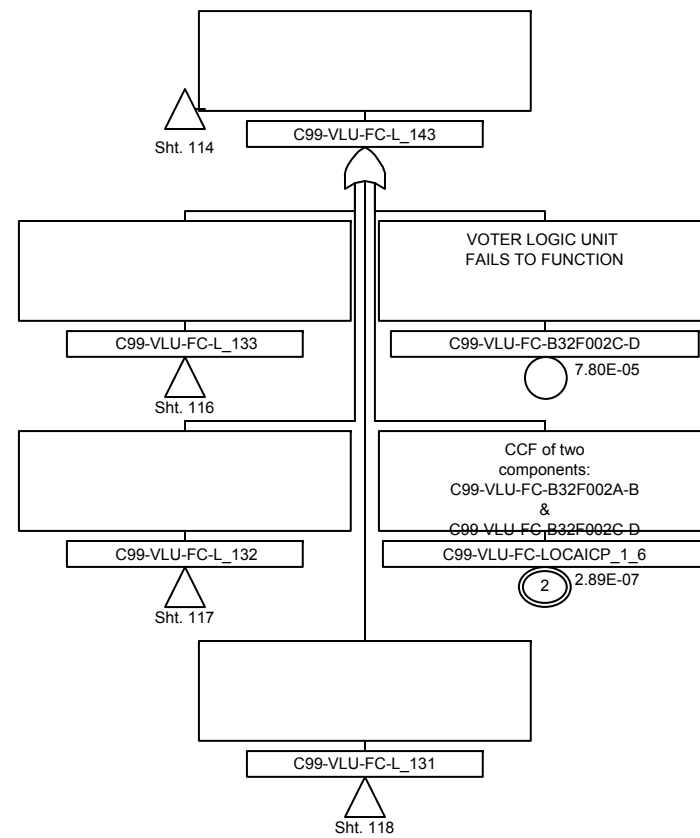 C99-VLU-FC-L_143
Sht. 114
C99-VLU-FC-L_133
Sht. 116
VOTER LOGIC UNIT
FAILS TO FUNCTION
C99-VLU-FC-B32F002C-D
7.80E-05
C99-VLU-FC-L_132
Sht. 117
CCF of two
components:
C99-VLU-FC-B32F002A-B
&
C99-VLU-FC-B32F002C-D
C99-VLU-FC-LOCAICP_1_6
2
2.89E-07
C99-VLU-FC-L_131
Sht. 118